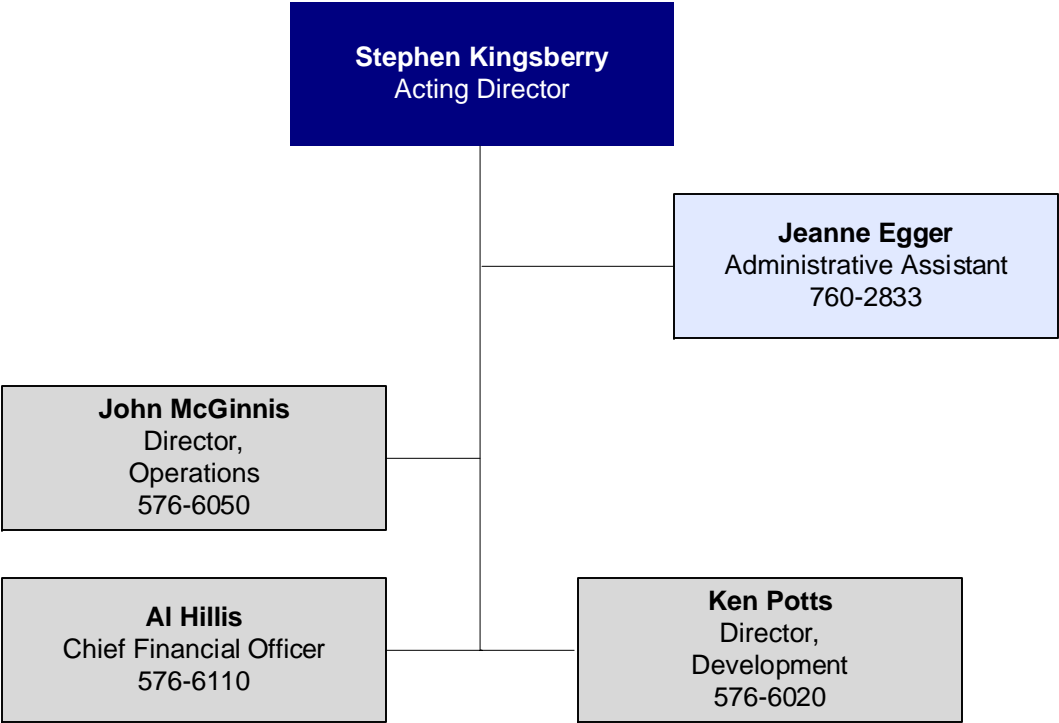 Stephen Kingsberry
Acting Director
Jeanne Egger
Administrative Assistant
760-2833
John McGinnis
Director,
Operations
576-6050
Al Hillis
Chief Financial Officer
576-6110
Ken Potts
Director,
Development
576-6020